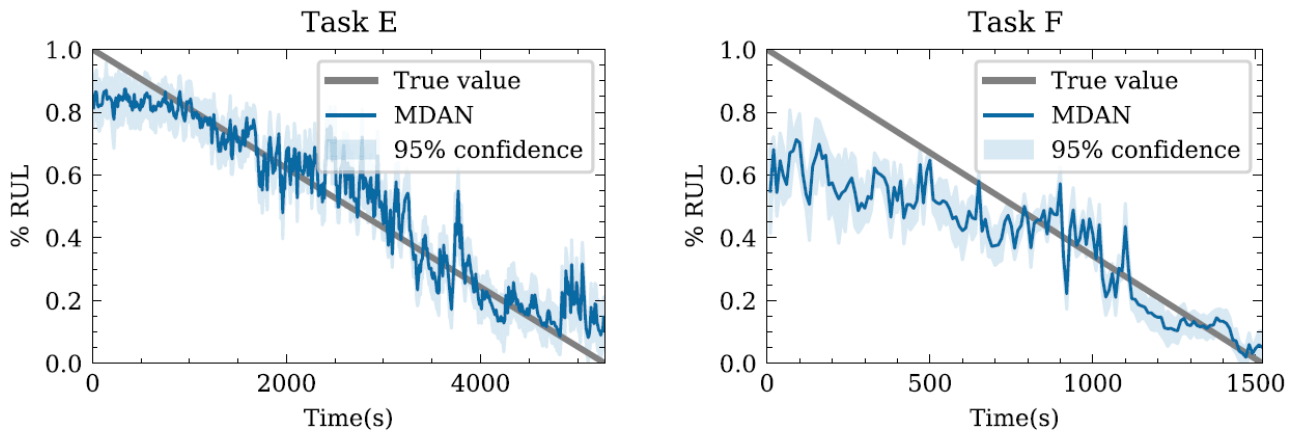 Task E
1.0
0.8
0.6
0.4
0.2
0.0
% RUL
True value
MDAN
95% confidence
0 2000 4000
Time(s)
Task F
1.0
0.8
0.6
0.4
0.2
0.0
% RUL
True value
MDAN
95% confidence
0 500 1000 1500
Time(s)